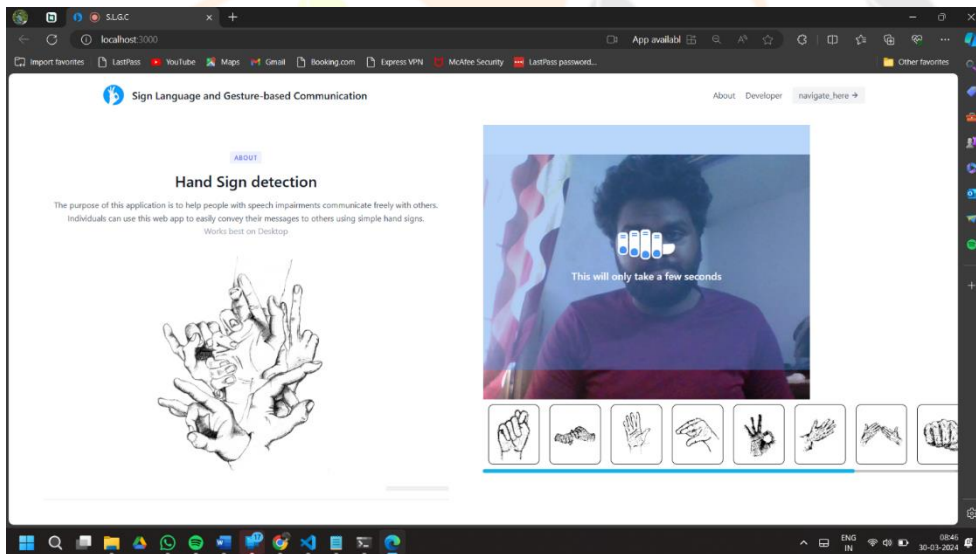 S.L.G.C
localhost:3000
App availabl
Import favorites LastPass YouTube Maps Gmail Booking.com Express VPN McAfee Security LastPass password... Other favorites
Sign Language and Gesture-based Communication
About Developer navigate_here →
ABOUT
Hand Sign detection
The purpose of this application is to help people with speech impairments communicate freely with others.
Individuals can use this web app to easily convey their messages to others using simple hand signs.
Works best on Desktop
This will only take a few seconds
ENG 08:46
IN 30-03-2024